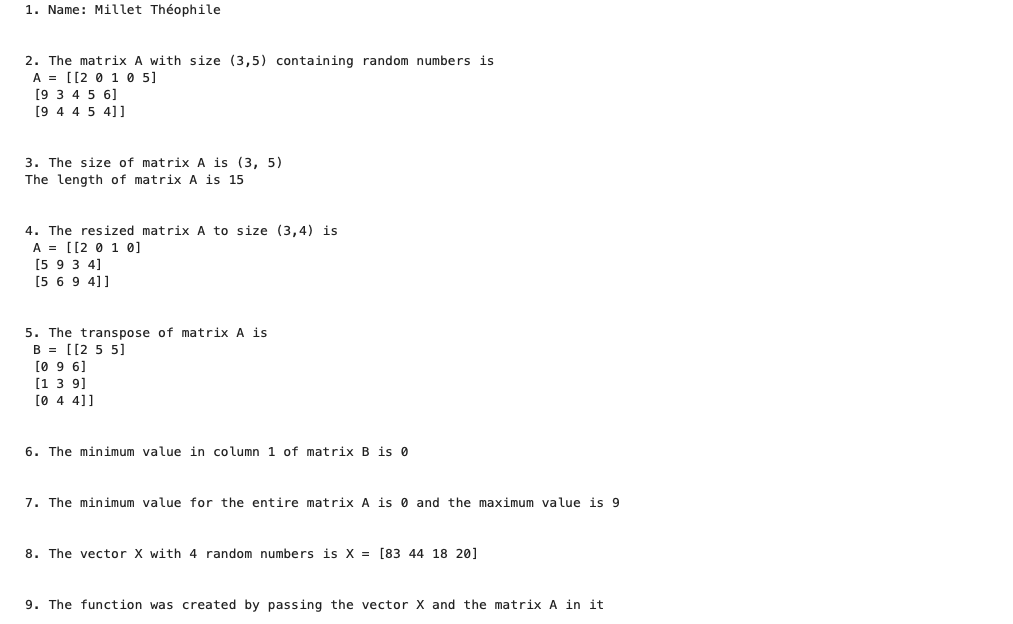 1. Name: Millet Théophile
2. The matrix A with size (3,5) containing random numbers is
A = [[2 0 1 0 5]
[9 3 4 5 6]
[9 4 4 5 4]]
3. The size of matrix A is (3, 5)
The length of matrix A is 15
4. The resized matrix A to size (3,4) is
A = [[2 0 1 0]
[5 9 3 4]
[5 6 9 4]]
5. The transpose of matrix A is
B = [[2 5 5]
[0 9 6]
[1 3 9]
[0 4 4]]
6. The minimum value in column 1 of matrix B is 0
7. The minimum value for the entire matrix A is 0 and the maximum value is 9
8. The vector X with 4 random numbers is X = [83 44 18 20]
9. The function was created by passing the vector X and the matrix A in it